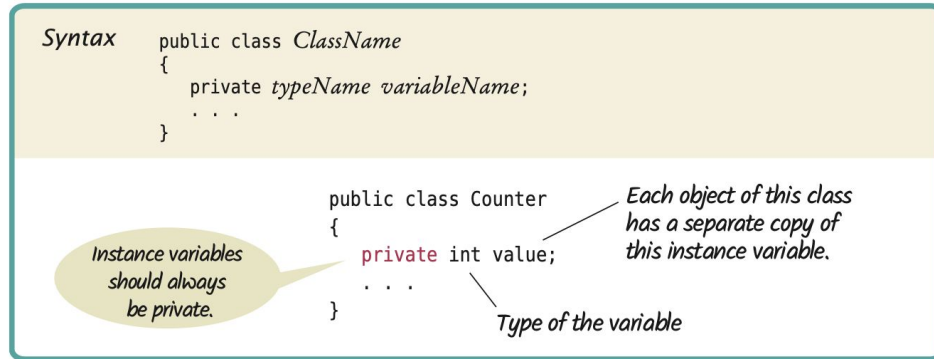 Syntax
public class ClassName
{
private typeName variableName;
. . .
}
public class Counter
{
private int value;
. . .
}
Instance variables
should always
be private.
Each object of this class
has a separate copy of
this instance variable.
Type of the variable